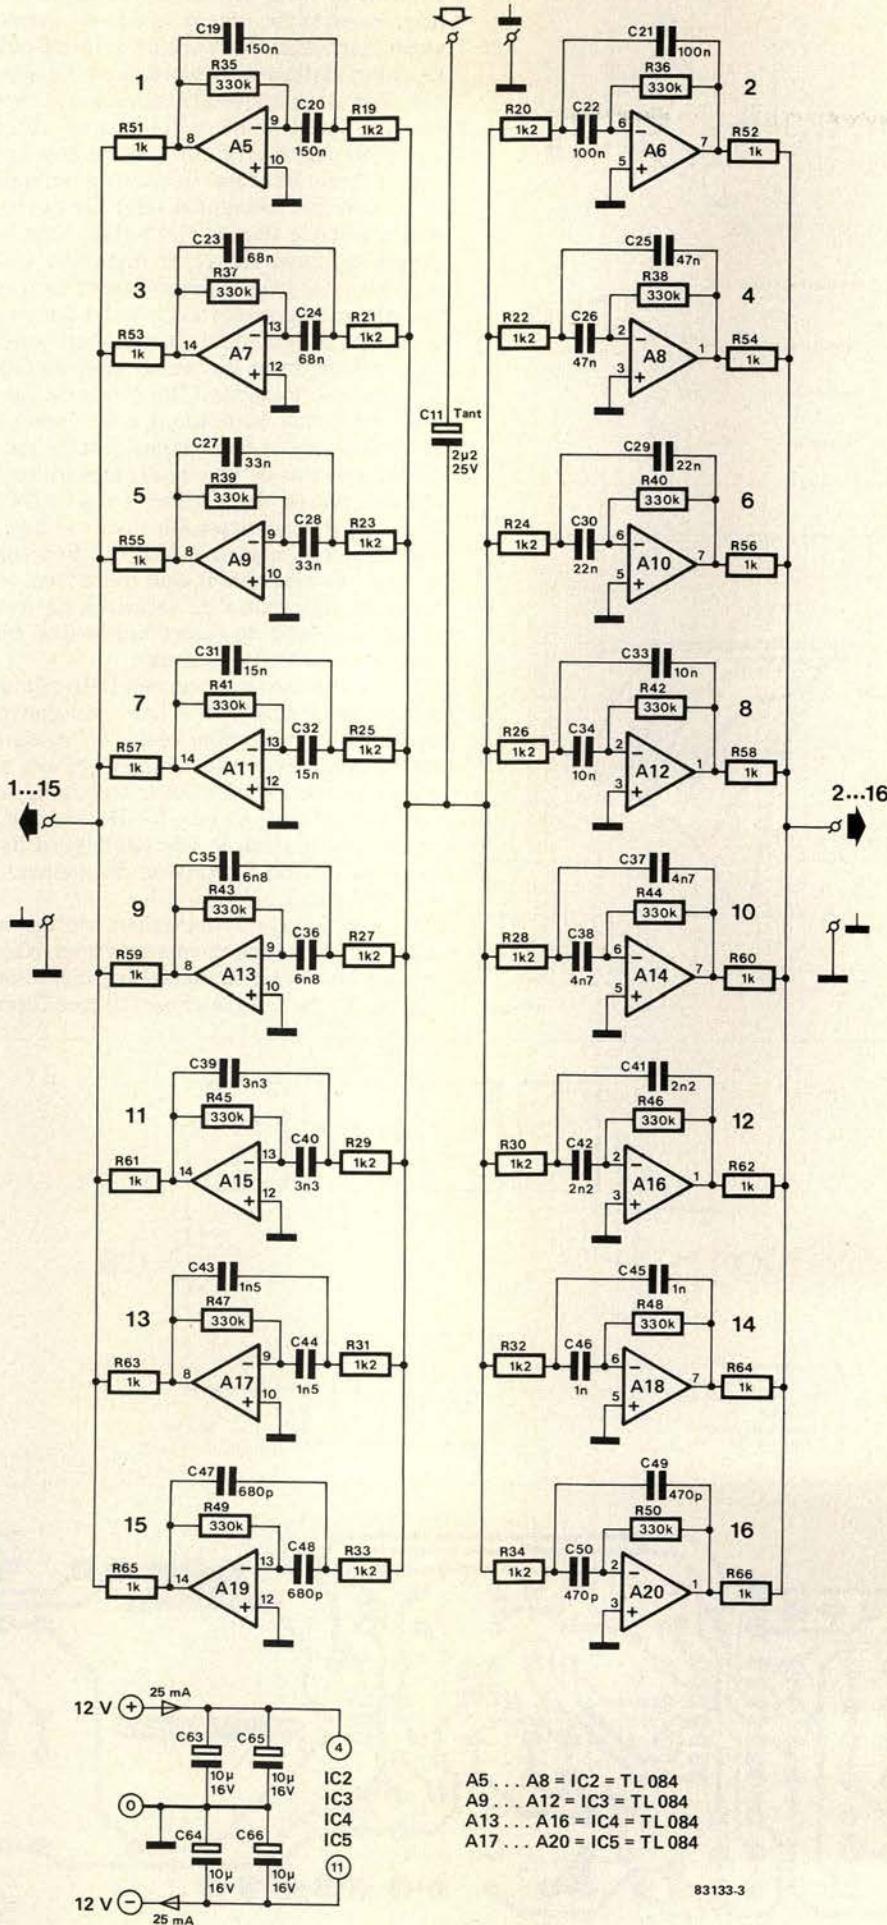 C19
150n
R35
330k
1
C20
150n
R19
1k2
R51
1k
8
9
10
A5
C21
100n
R36
330k
2
R20
1k2
C22
100n
6
5
A6
7
R52
1k
C23
68n
R37
330k
3
C24
68n
R21
1k2
R53
1k
14
13
12
A7
C25
47n
R38
330k
4
R22
1k2
C26
47n
2
3
A8
1
R54
1k
C11 Tant
2µ2
25V
C27
33n
R39
330k
5
C28
33n
R23
1k2
R55
1k
8
9
10
A9
C29
22n
R40
330k
6
R24
1k2
C30
22n
6
5
A10
7
R56
1k
C31
15n
R41
330k
7
C32
15n
R25
1k2
R57
1k
14
13
12
A11
C33
10n
R42
330k
8
R26
1k2
C34
10n
2
3
A12
1
R58
1k
1...15
2...16
C35
6n8
R43
330k
9
C36
6n8
R27
1k2
R59
1k
8
9
10
A13
C37
4n7
R44
330k
10
R28
1k2
C38
4n7
6
5
A14
7
R60
1k
C39
3n3
R45
330k
11
C40
3n3
R29
1k2
R61
1k
14
13
12
A15
C41
2n2
R46
330k
12
R30
1k2
C42
2n2
2
3
A16
1
R62
1k
C43
1n5
R47
330k
13
C44
1n5
R31
1k2
R63
1k
8
9
10
A17
C45
1n
R48
330k
14
R32
1k2
C46
1n
6
5
A18
7
R64
1k
C47
680p
R49
330k
15
C48
680p
R33
1k2
R65
1k
14
13
12
A19
C49
470p
R50
330k
16
R34
1k2
C50
470p
2
3
A20
1
R66
1k
12 V + 25 mA
C63
10µ
16V
C65
10µ
16V
4
IC2
IC3
IC4
IC5
11
0
C64
10µ
16V
C66
10µ
16V
12 V − 25 mA
A5 . . . A8 = IC2 = TL 084
A9 . . . A12 = IC3 = TL 084
A13 . . . A16 = IC4 = TL 084
A17 . . . A20 = IC5 = TL 084
83133-3